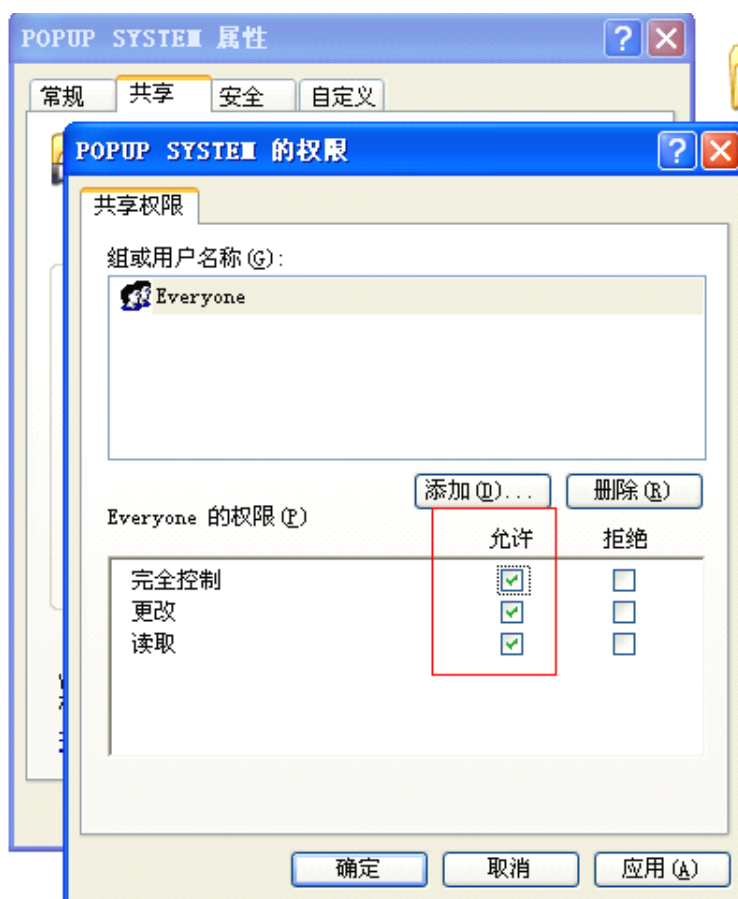 POPUP SYSTEM 属性
常规 共享 安全 自定义
POPUP SYSTEM 的权限
共享权限
组或用户名称(G):
Everyone
添加(D)... 删除(R)
Everyone 的权限(P)
允许 拒绝
完全控制
更改
读取
确定 取消 应用(A)